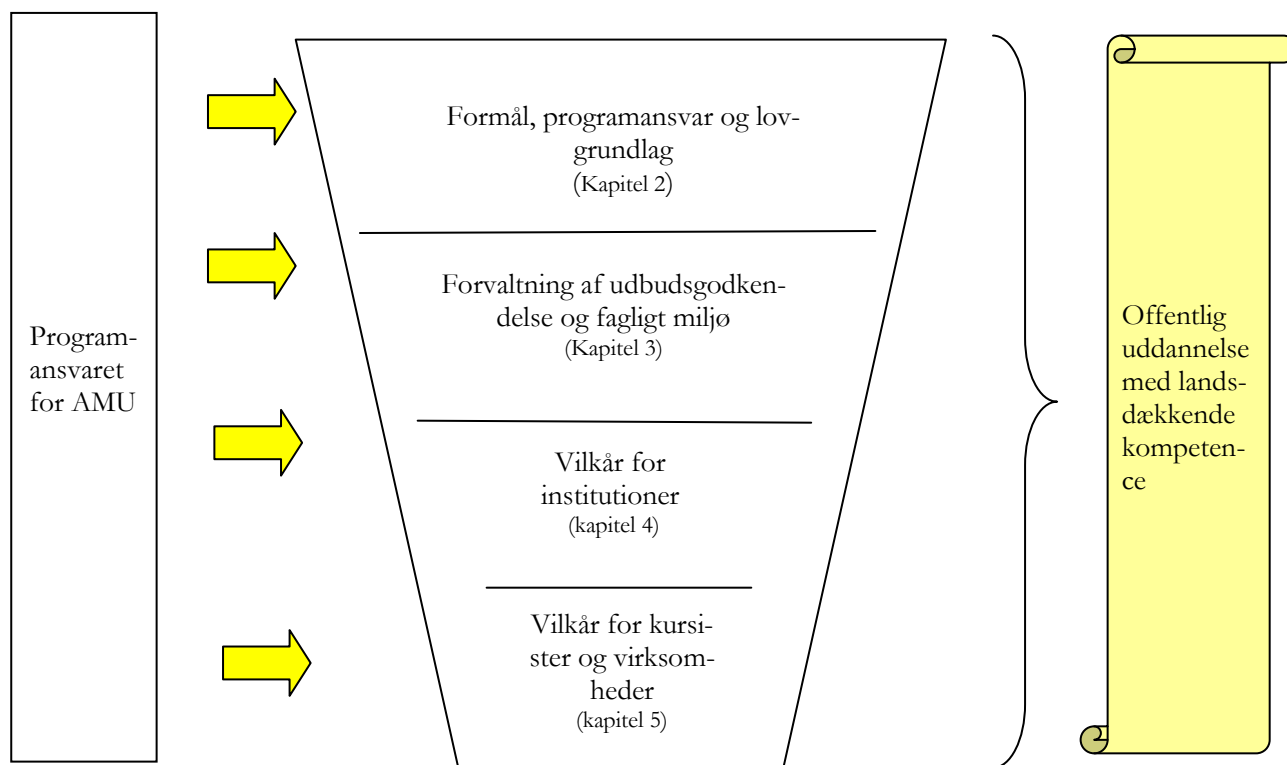 Program-
ansvaret
for AMU
Formål, programansvar og lov-
grundlag
(Kapitel 2)
Forvaltning af udbudsgodken-
delse og fagligt miljø
(Kapitel 3)
Vilkår for
institutioner
(kapitel 4)
Vilkår for kursi-
ster og virksom-
heder
(kapitel 5)
Offentlig
uddannelse
med lands-
dækkende
kompeten-
ce